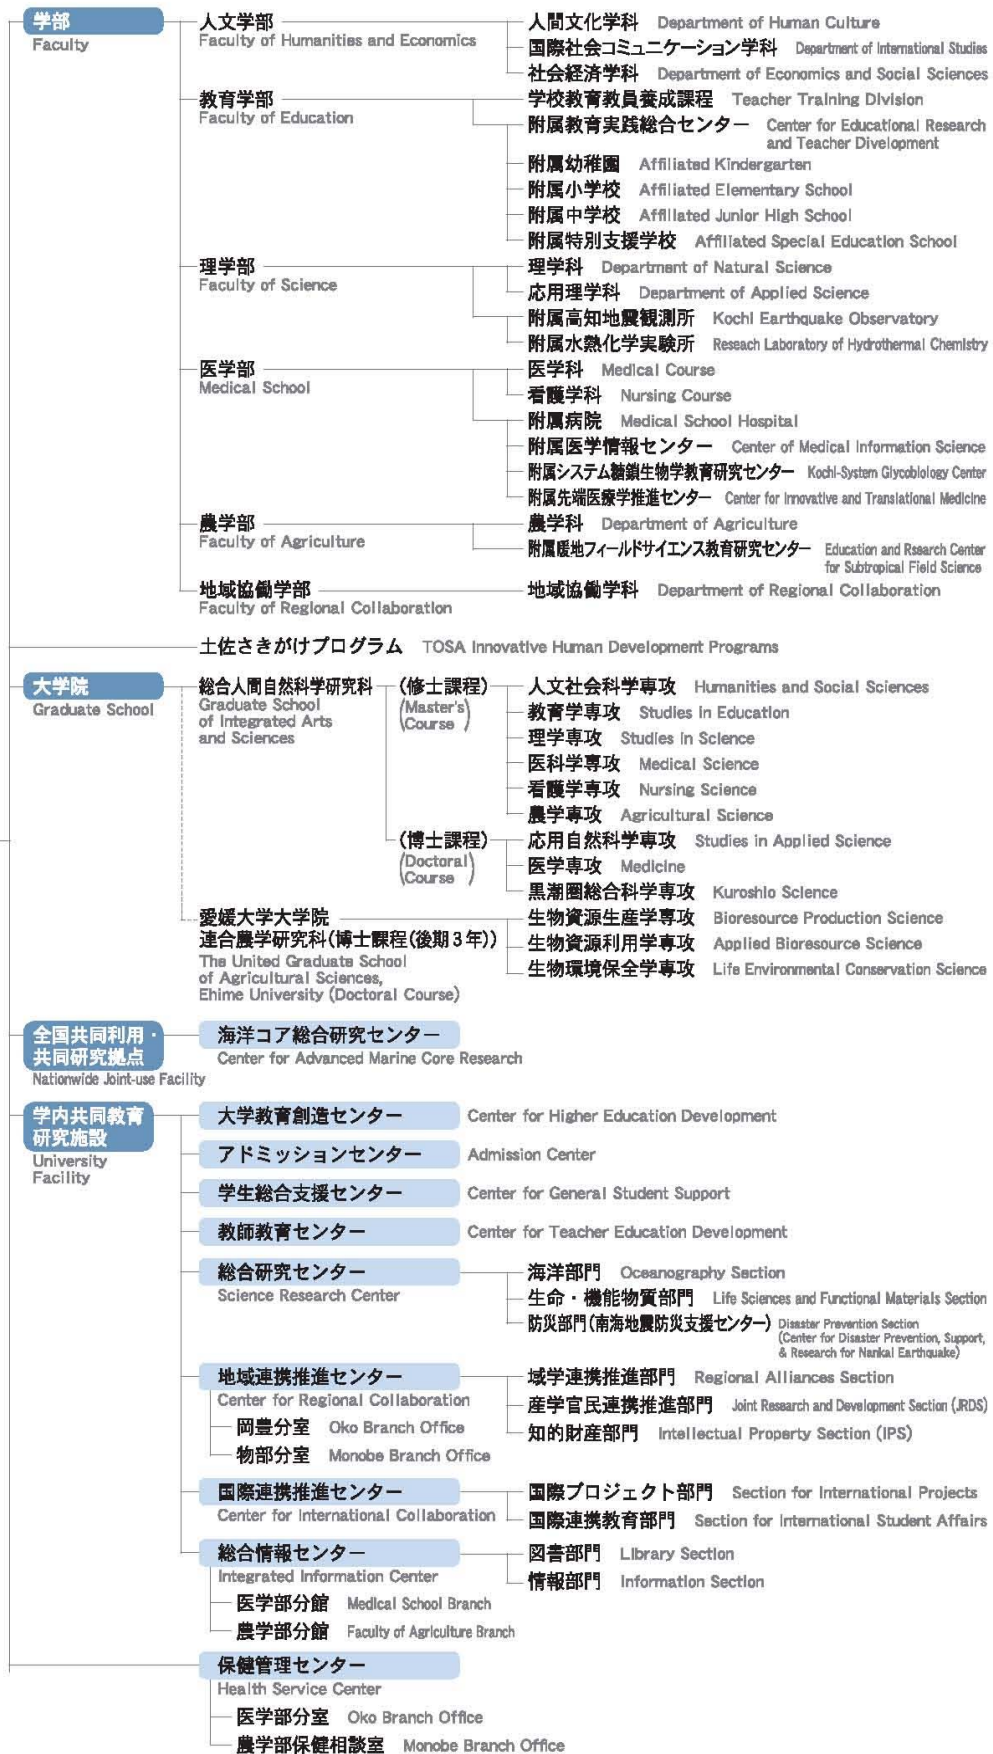 学部
Faculty
人文学部
Faculty of Humanities and Economics
人間文化学科 Department of Human Culture
国際社会コミュニケーション学科 Department of International Studies
社会経済学科 Department of Economics and Social Sciences
教育学部
Faculty of Education
学校教育教員養成課程 Teacher Training Division
附属教育実践総合センター Center for Educational Research
and Teacher Divelopment
附属幼稚園 Affiliated Kindergarten
附属小学校 Affiliated Elementary School
附属中学校 Affiliated Junior High School
附属特別支援学校 Affiliated Special Education School
理学部
Faculty of Science
理学科 Department of Natural Science
応用理学科 Department of Applied Science
附属高知地震観測所 Kochi Earthquake Observatory
附属水熱化学実験所 Reseach Laboratory of Hydrothermal Chemistry
医学部
Medical School
医学科 Medical Course
看護学科 Nursing Course
附属病院 Medical School Hospital
附属医学情報センター Center of Medical Information Science
附属システム糖鎖生物学教育研究センター Kochi-System Glycobiology Center
附属先端医療学推進センター Center for Innovative and Translational Medicine
農学部
Faculty of Agriculture
農学科 Department of Agriculture
附属暖地フィールドサイエンス教育研究センター Education and Rsearch Center
for Subtropical Field Science
地域協働学部
Faculty of Regional Collaboration
地域協働学科 Department of Regional Collaboration
土佐さきがけプログラム TOSA Innovative Human Development Programs
大学院
Graduate School
総合人間自然科学研究科
Graduate School
of Integrated Arts
and Sciences
(修士課程)
(Master's
Course)
人文社会科学専攻 Humanities and Social Sciences
教育学専攻 Studies in Education
理学専攻 Studies in Science
医科学専攻 Medical Science
看護学専攻 Nursing Science
農学専攻 Agricultural Science
(博士課程)
(Doctoral
Course)
応用自然科学専攻 Studies in Applied Science
医学専攻 Medicine
黒潮圏総合科学専攻 Kuroshio Science
愛媛大学大学院
連合農学研究科(博士課程(後期3年))
The United Graduate School
of Agricultural Sciences,
Ehime University (Doctoral Course)
生物資源生産学専攻 Bioresource Production Science
生物資源利用学専攻 Applied Bioresource Science
生物環境保全学専攻 Life Environmental Conservation Science
全国共同利用・
共同研究拠点
Nationwide Joint-use Facility
海洋コア総合研究センター
Center for Advanced Marine Core Research
学内共同教育
研究施設
University
Facility
大学教育創造センター Center for Higher Education Development
アドミッションセンター Admission Center
学生総合支援センター Center for General Student Support
教師教育センター Center for Teacher Education Development
総合研究センター
Science Research Center
海洋部門 Oceanography Section
生命・機能物質部門 Life Sciences and Functional Materials Section
防災部門(南海地震防災支援センター) Disaster Prevention Section
(Center for Disaster Prevention, Support,
& Research for Nankai Earthquake)
地域連携推進センター
Center for Regional Collaboration
岡豊分室 Oko Branch Office
物部分室 Monobe Branch Office
域学連携推進部門 Regional Alliances Section
産学官民連携推進部門 Joint Research and Development Section (JRDS)
知的財産部門 Intellectual Property Section (IPS)
国際連携推進センター
Center for International Collaboration
国際プロジェクト部門 Section for International Projects
国際連携教育部門 Section for International Student Affairs
総合情報センター
Integrated Information Center
医学部分館 Medical School Branch
農学部分館 Faculty of Agriculture Branch
図書部門 Library Section
情報部門 Information Section
保健管理センター
Health Service Center
医学部分室 Oko Branch Office
農学部保健相談室 Monobe Branch Office